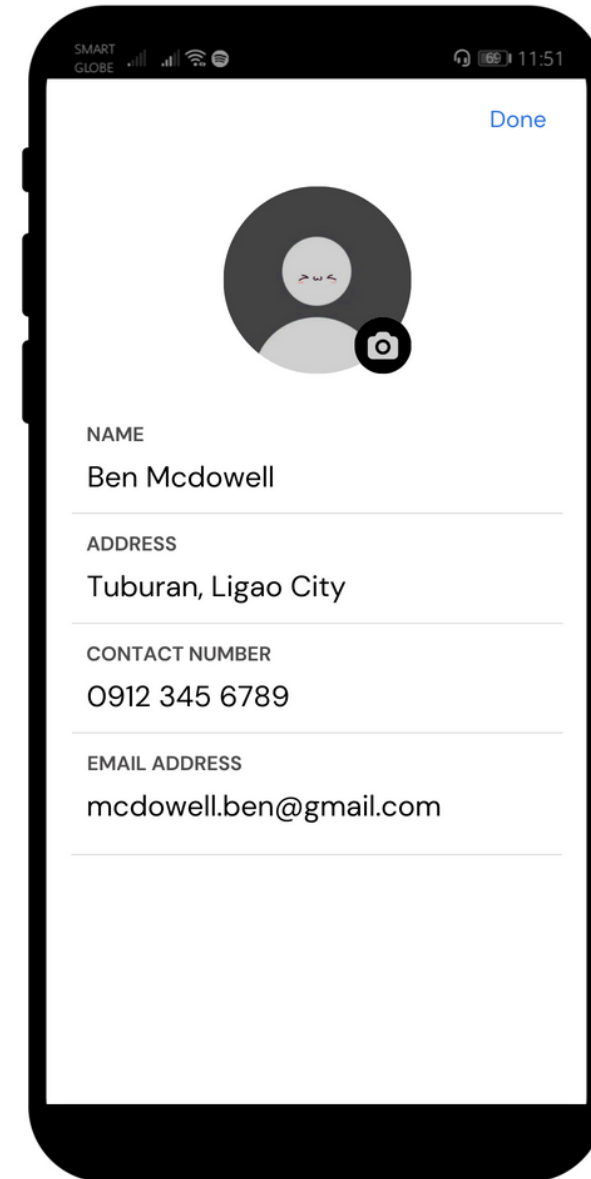 SMART
GLOBE
69 11:51
Done
NAME
Ben Mcdowell
ADDRESS
Tuburan, Ligao City
CONTACT NUMBER
0912 345 6789
EMAIL ADDRESS
mcdowell.ben@gmail.com